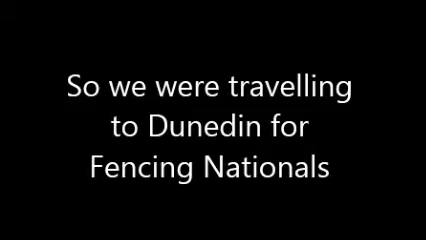 So we were travelling
to Dunedin for
Fencing Nationals